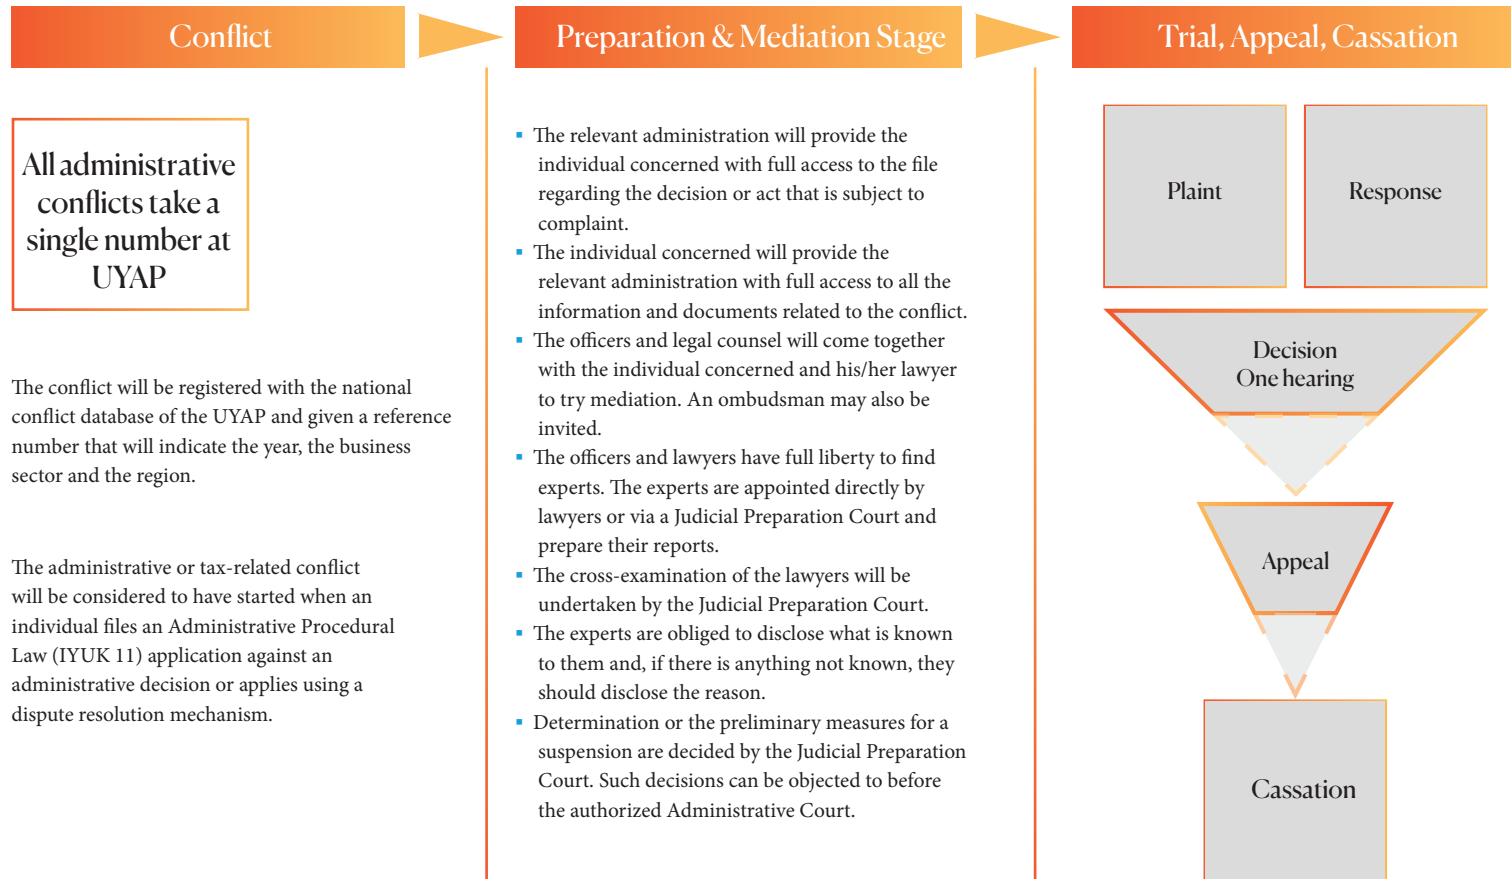 Conflict
All administrative
conflicts take a
single number at
UYAP
The conflict will be registered with the national
conflict database of the UYAP and given a reference
number that will indicate the year, the business
sector and the region.
The administrative or tax-related conflict
will be considered to have started when an
individual files an Administrative Procedural
Law (IYUK 11) application against an
administrative decision or applies using a
dispute resolution mechanism.
Preparation & Mediation Stage
▪ The relevant administration will provide the
individual concerned with full access to the file
regarding the decision or act that is subject to
complaint.
▪ The individual concerned will provide the
relevant administration with full access to all the
information and documents related to the conflict.
▪ The officers and legal counsel will come together
with the individual concerned and his/her lawyer
to try mediation. An ombudsman may also be
invited.
▪ The officers and lawyers have full liberty to find
experts. The experts are appointed directly by
lawyers or via a Judicial Preparation Court and
prepare their reports.
▪ The cross-examination of the lawyers will be
undertaken by the Judicial Preparation Court.
▪ The experts are obliged to disclose what is known
to them and, if there is anything not known, they
should disclose the reason.
▪ Determination or the preliminary measures for a
suspension are decided by the Judicial Preparation
Court. Such decisions can be objected to before
the authorized Administrative Court.
Trial, Appeal, Cassation
Plaint
Response
Decision
One hearing
Appeal
Cassation